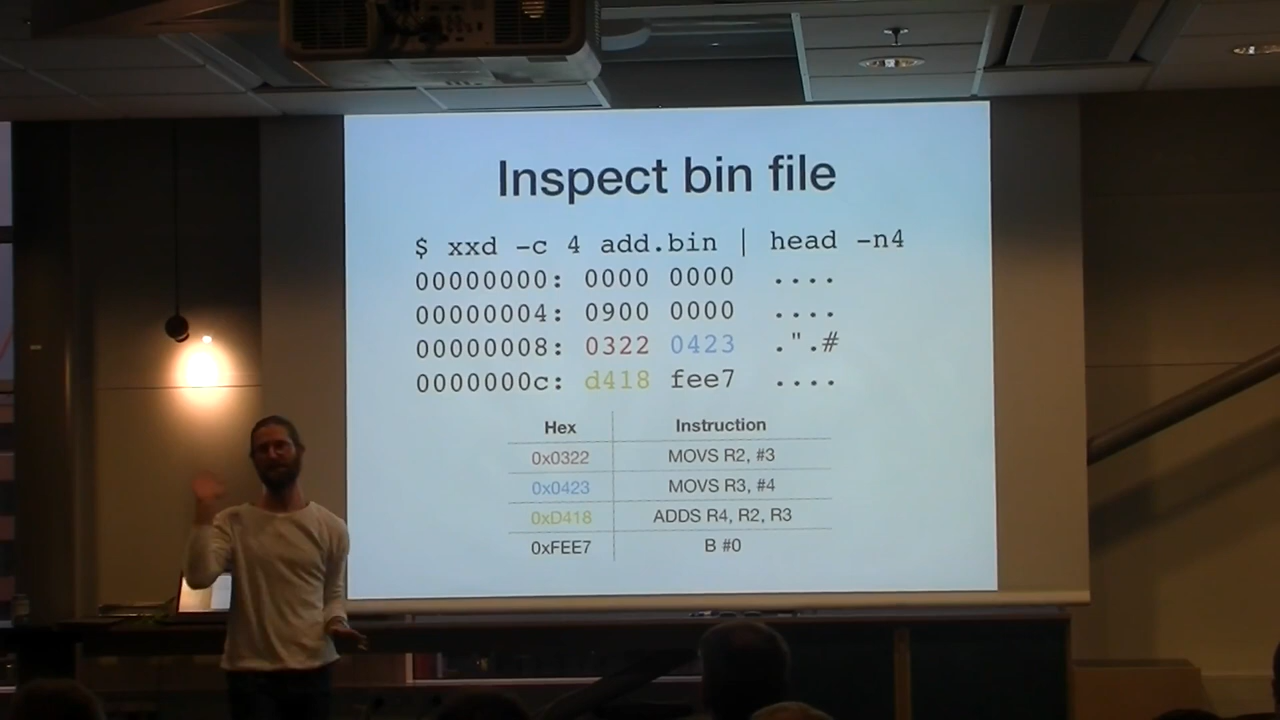 Inspect bin file
$ xxd -c 4 add.bin | head -n4
00000000: 0000 0000 ....
00000004: 0900 0000 ....
00000008: 0322 0423 .".#
0000000c: d418 fee7 ....
Hex Instruction
0x0322 MOVS R2, #3
0x0423 MOVS R3, #4
0xD418 ADDS R4, R2, R3
0xFEE7 B #0